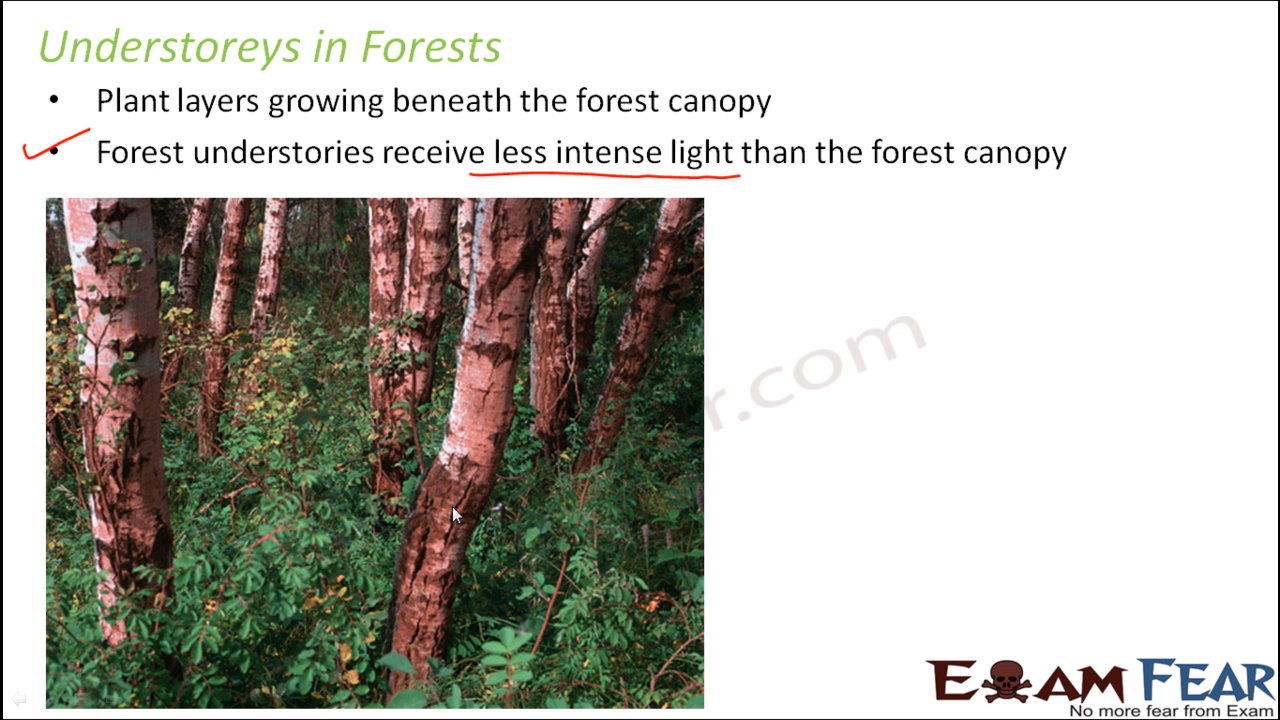 Understoreys in Forests
• Plant layers growing beneath the forest canopy
• Forest understories receive less intense light than the forest canopy
r.com
EXAM FEAR
No more fear from Exam